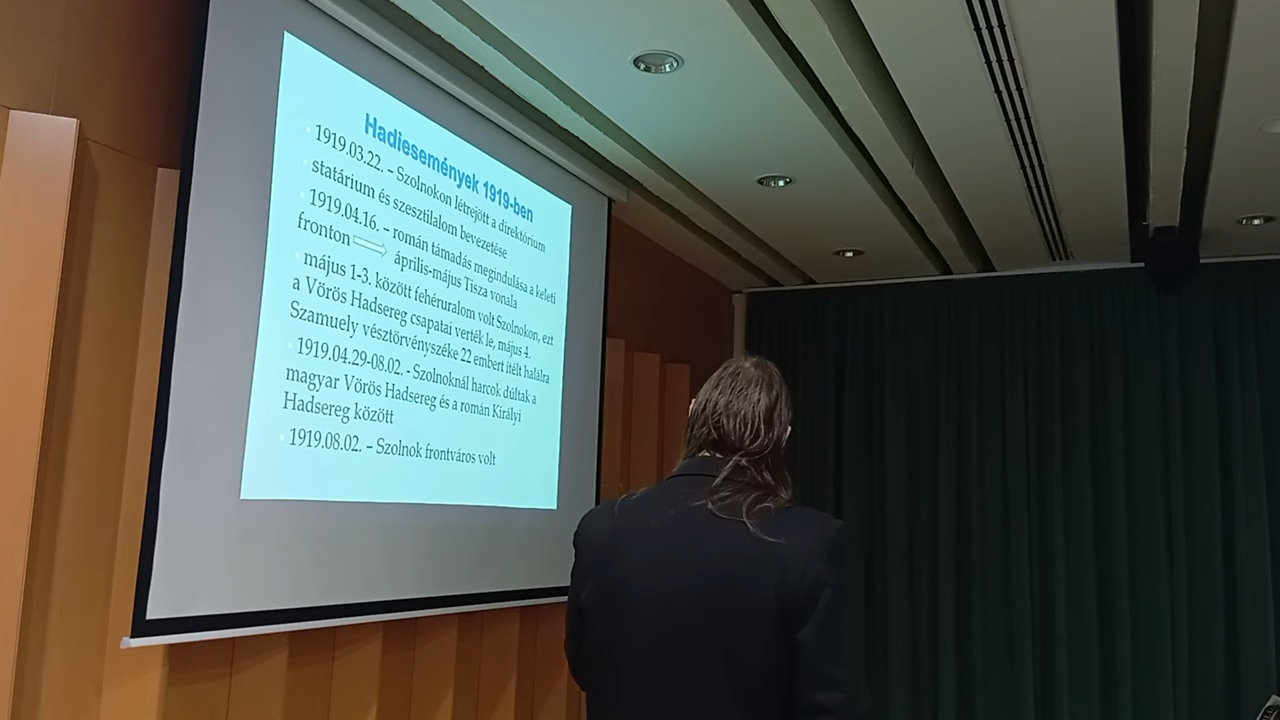 Hadiesemények 1919-ben
1919.03.22. – Szolnokon létrejött a direktórium
statárium és szesztilalom bevezetése
1919.04.16. – román támadás megindulása a keleti
fronton április-május Tisza vonala
május 1-3. között fehéruralom volt Szolnokon, ezt
a Vörös Hadsereg csapatai verték le, május 4.
Szamuely vésztörvényszéke 22 embert ítélt halálra
1919.04.29-08.02. - Szolnoknál harcok dúltak a
magyar Vörös Hadsereg és a román Királyi
Hadsereg között
1919.08.02. – Szolnok frontváros volt